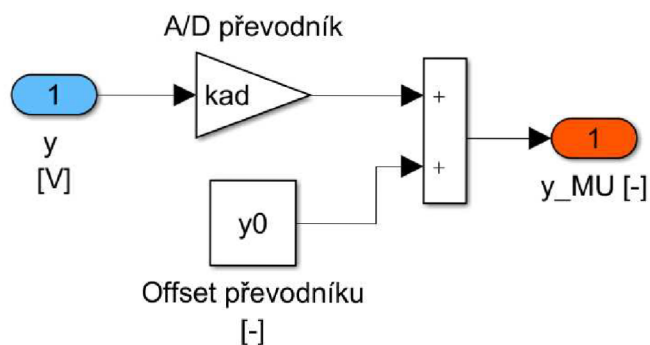 A/D převodník
1
kad
+
1
y
[V]
+
y_MU [-]
y0
Offset převodníku
[-]